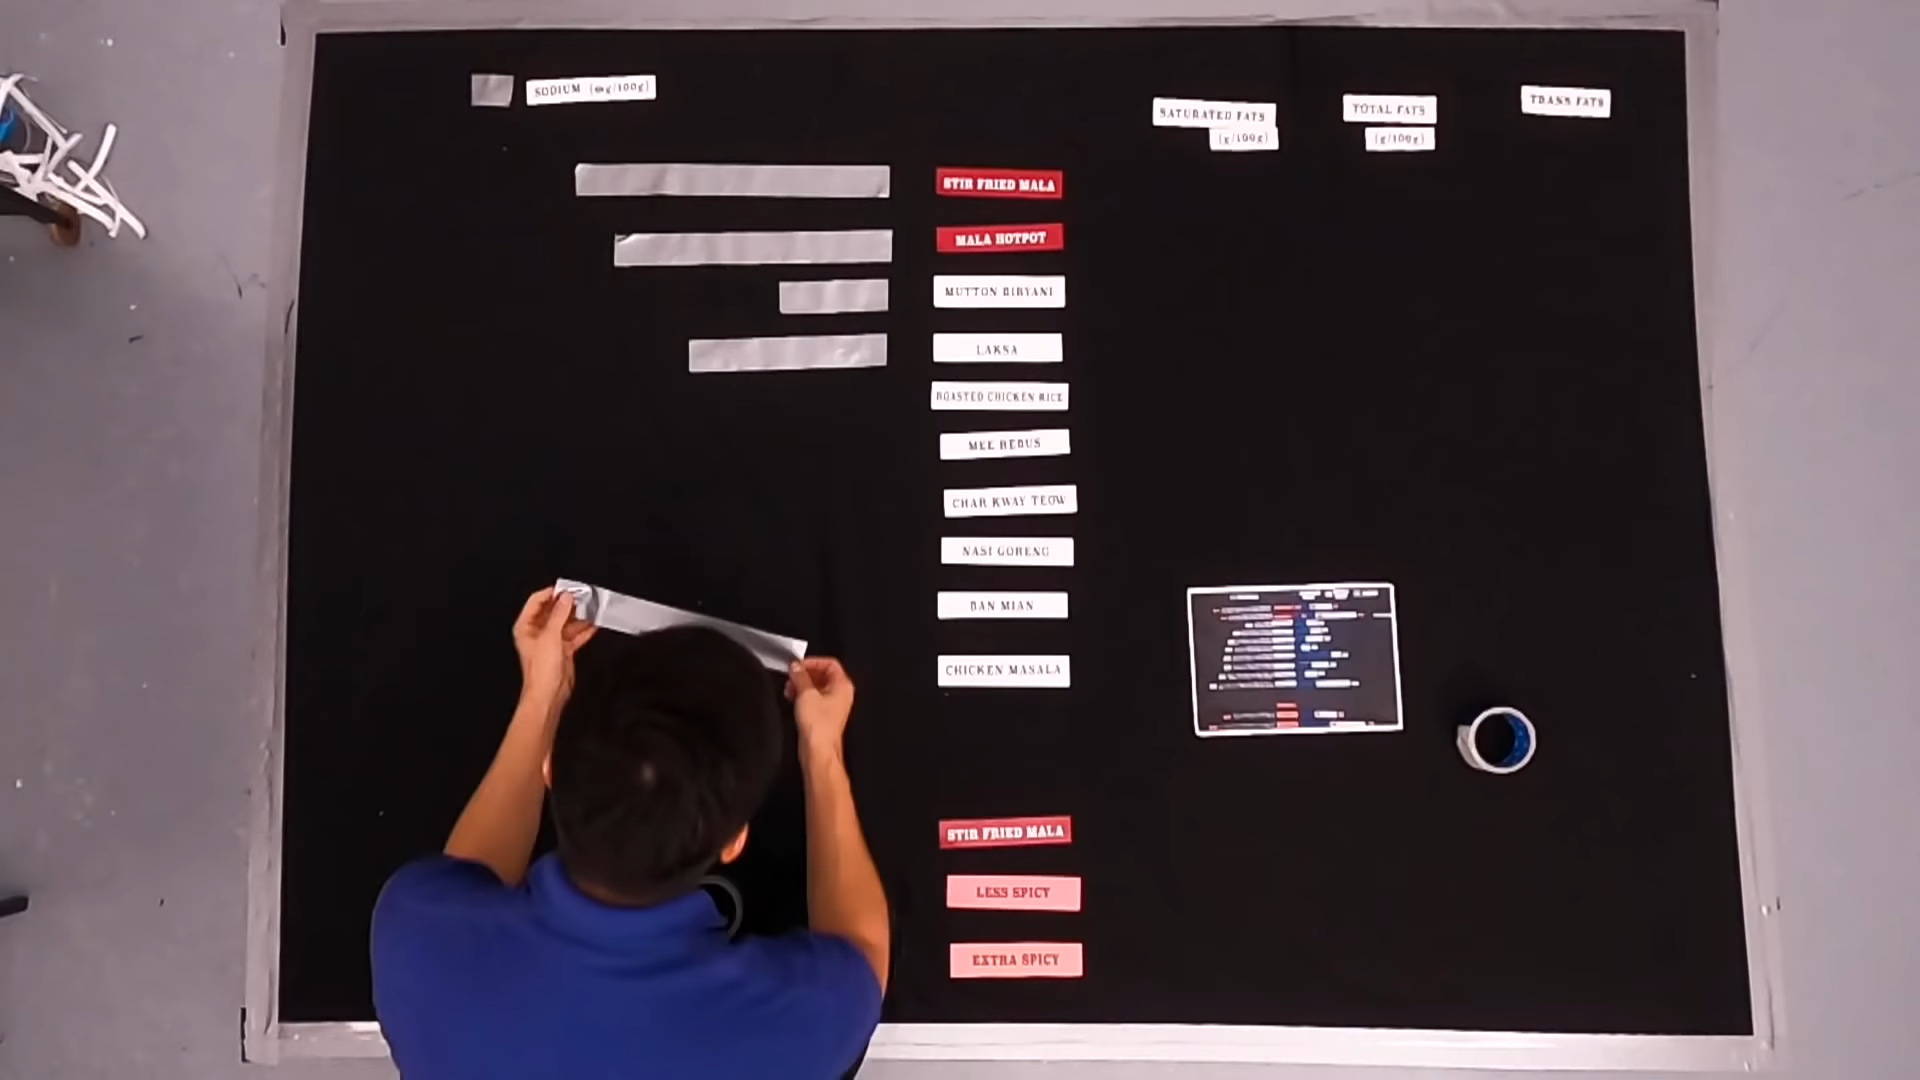 SODIUM (mg/100g)
SATURATED FATS
(g/100g)
TOTAL FATS
(g/100g)
TRANS FATS
STIR FRIED MALA
MALA HOTPOT
MUTTON BIRYANI
LAKSA
ROASTED CHICKEN RICE
MEE REBUS
CHAR KWAY TEOW
NASI GORENG
BAN MIAN
CHICKEN MASALA
STIR FRIED MALA
LESS SPICY
EXTRA SPICY